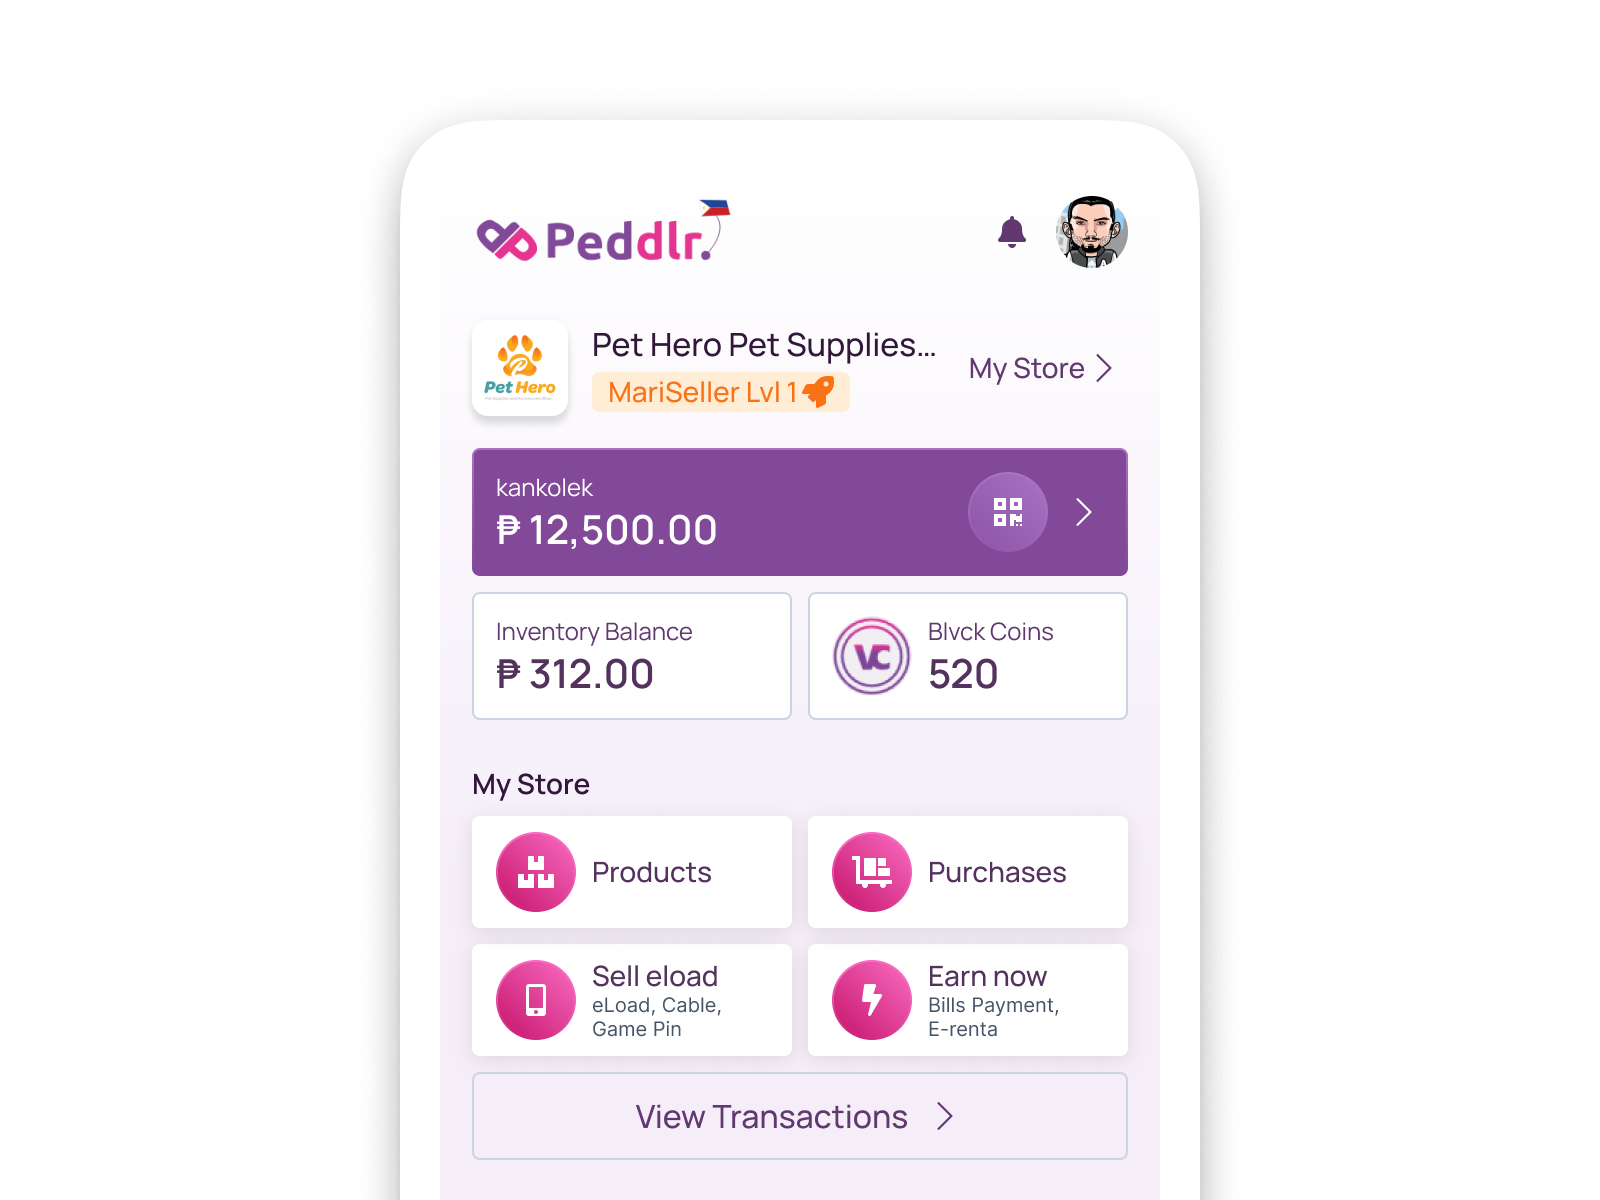 Peddlr.
Pet Hero
Pet Hero Pet Supplies...
MariSeller Lvl 1
My Store
kankolek
₱ 12,500.00
Inventory Balance
₱ 312.00
VC
Blvck Coins
520
My Store
Products
Purchases
Sell eload
eLoad, Cable,
Game Pin
Earn now
Bills Payment,
E-renta
View Transactions